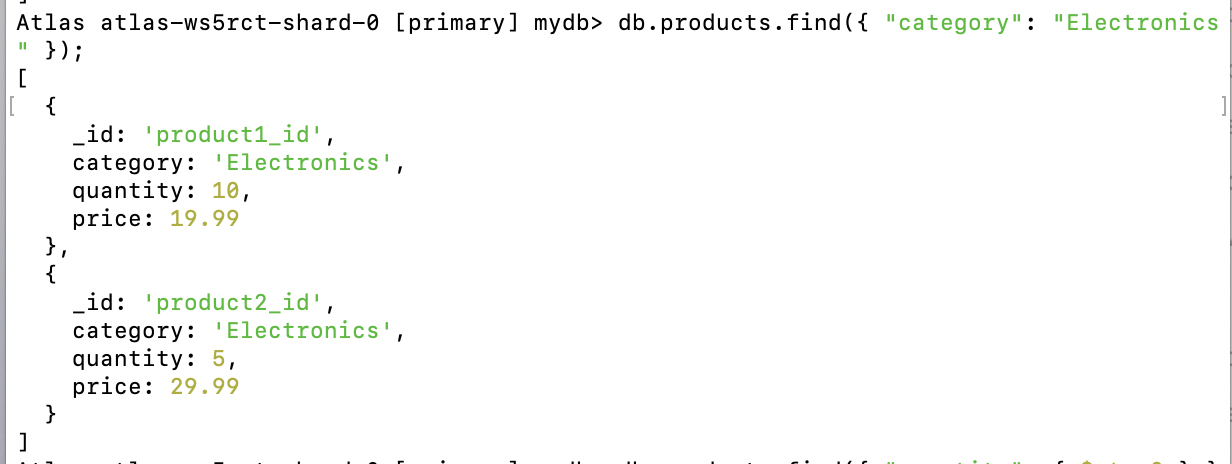 Atlas atlas-ws5rct-shard-0 [primary] mydb> db.products.find({ "category": "Electronics
" });
[
[ { ]
_id: 'product1_id',
category: 'Electronics',
quantity: 10,
price: 19.99
},
{
_id: 'product2_id',
category: 'Electronics',
quantity: 5,
price: 29.99
}
]